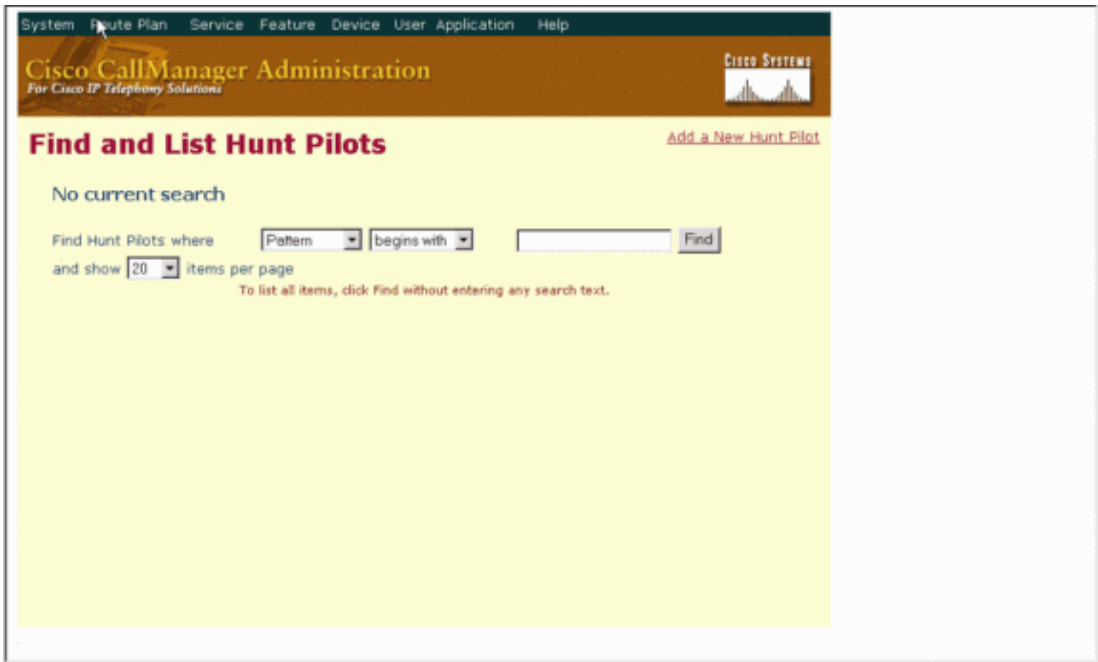 System Route Plan Service Feature Device User Application Help
Cisco CallManager Administration
For Cisco IP Telephony Solutions
CISCO SYSTEMS
Find and List Hunt Pilots
Add a New Hunt Pilot
No current search
Find Hunt Pilots where Pattern begins with Find
and show 20 items per page
To list all items, click Find without entering any search text.